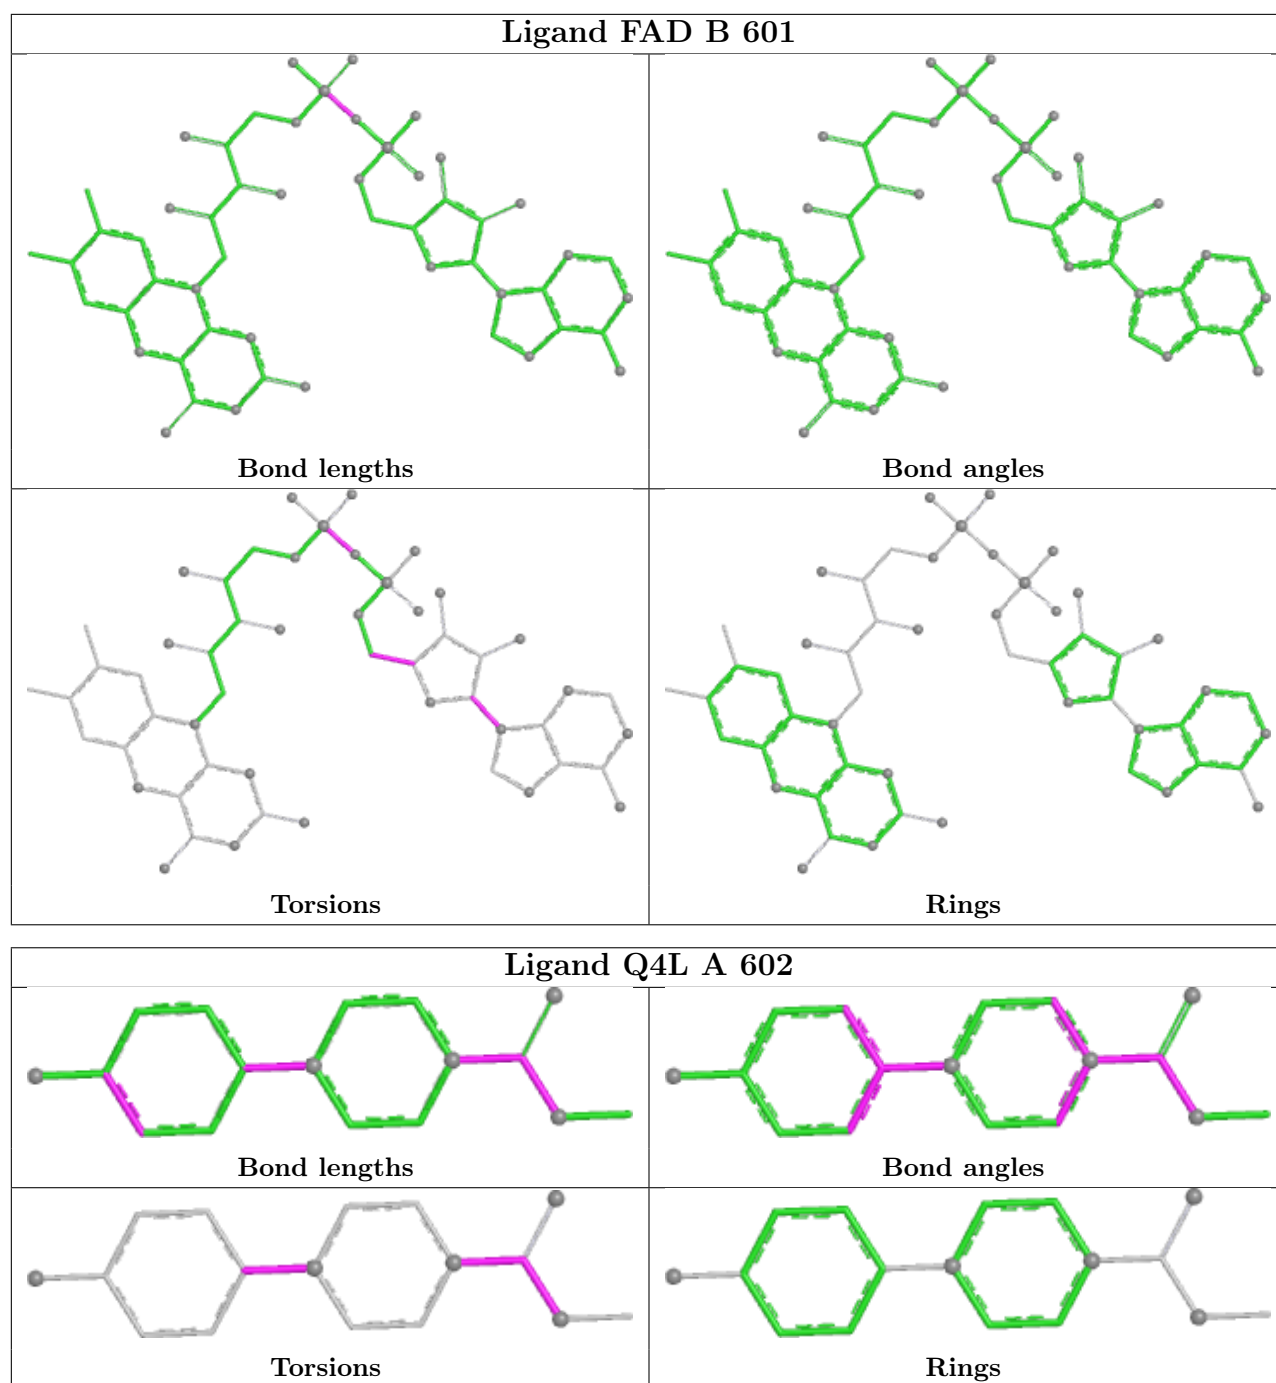 Ligand FAD B 601
Bond lengths
Bond angles
Torsions
Rings
Ligand Q4L A 602
Bond lengths
Bond angles
Torsions
Rings